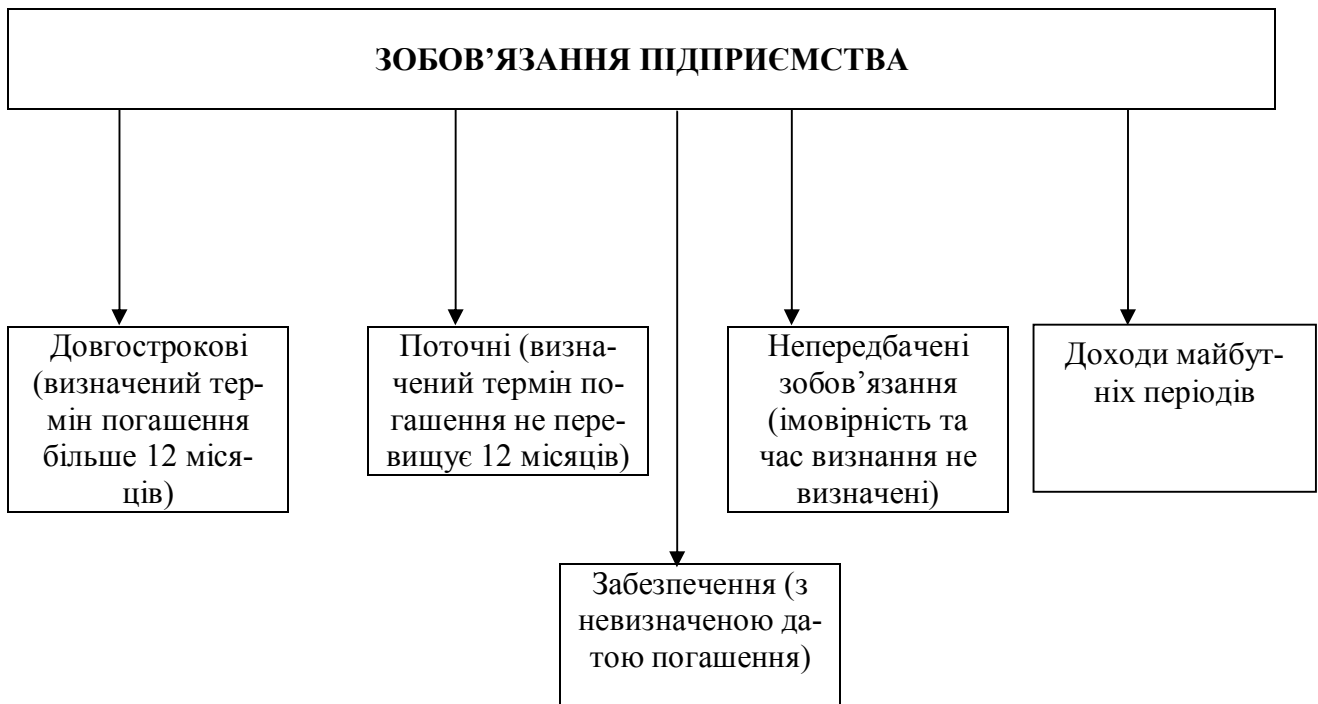 ЗОБОВ’ЯЗАННЯ ПІДПРИЄМСТВА
Довгострокові
(визначений тер-
мін погашення
більше 12 міся-
ців)
Поточні (визна-
чений термін по-
гашення не пере-
вищує 12 місяців)
Непередбачені
зобов’язання
(імовірність та
час визнання не
визначені)
Доходи майбут-
ніх періодів
Забезпечення (з
невизначеною да-
тою погашення)